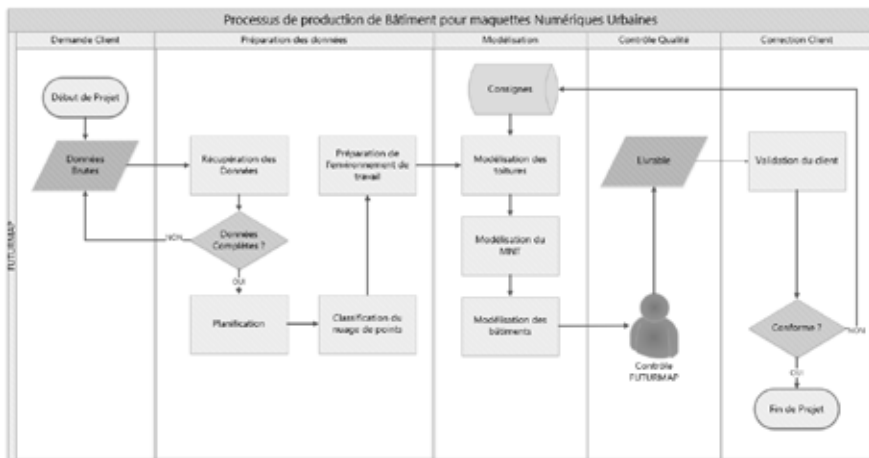 Processus de production de Bâtiment pour maquettes Numériques Urbaines
Demande Client
Préparation des données
Modélisation
Contrôle Qualité
Correction Client
FUTURMAP
Début de Projet
Données
Brutes
Récupération des
Données
Données
Complètes ?
NON
OUI
Planification
Classification du
nuage de points
Préparation de
l'environnement de
travail
Consignes
Modélisation des
toitures
Modélisation du
MNT
Modélisation des
bâtiments
Livrable
Contrôle
FUTURMAP
Validation du client
Conforme ?
NON
OUI
Fin de Projet